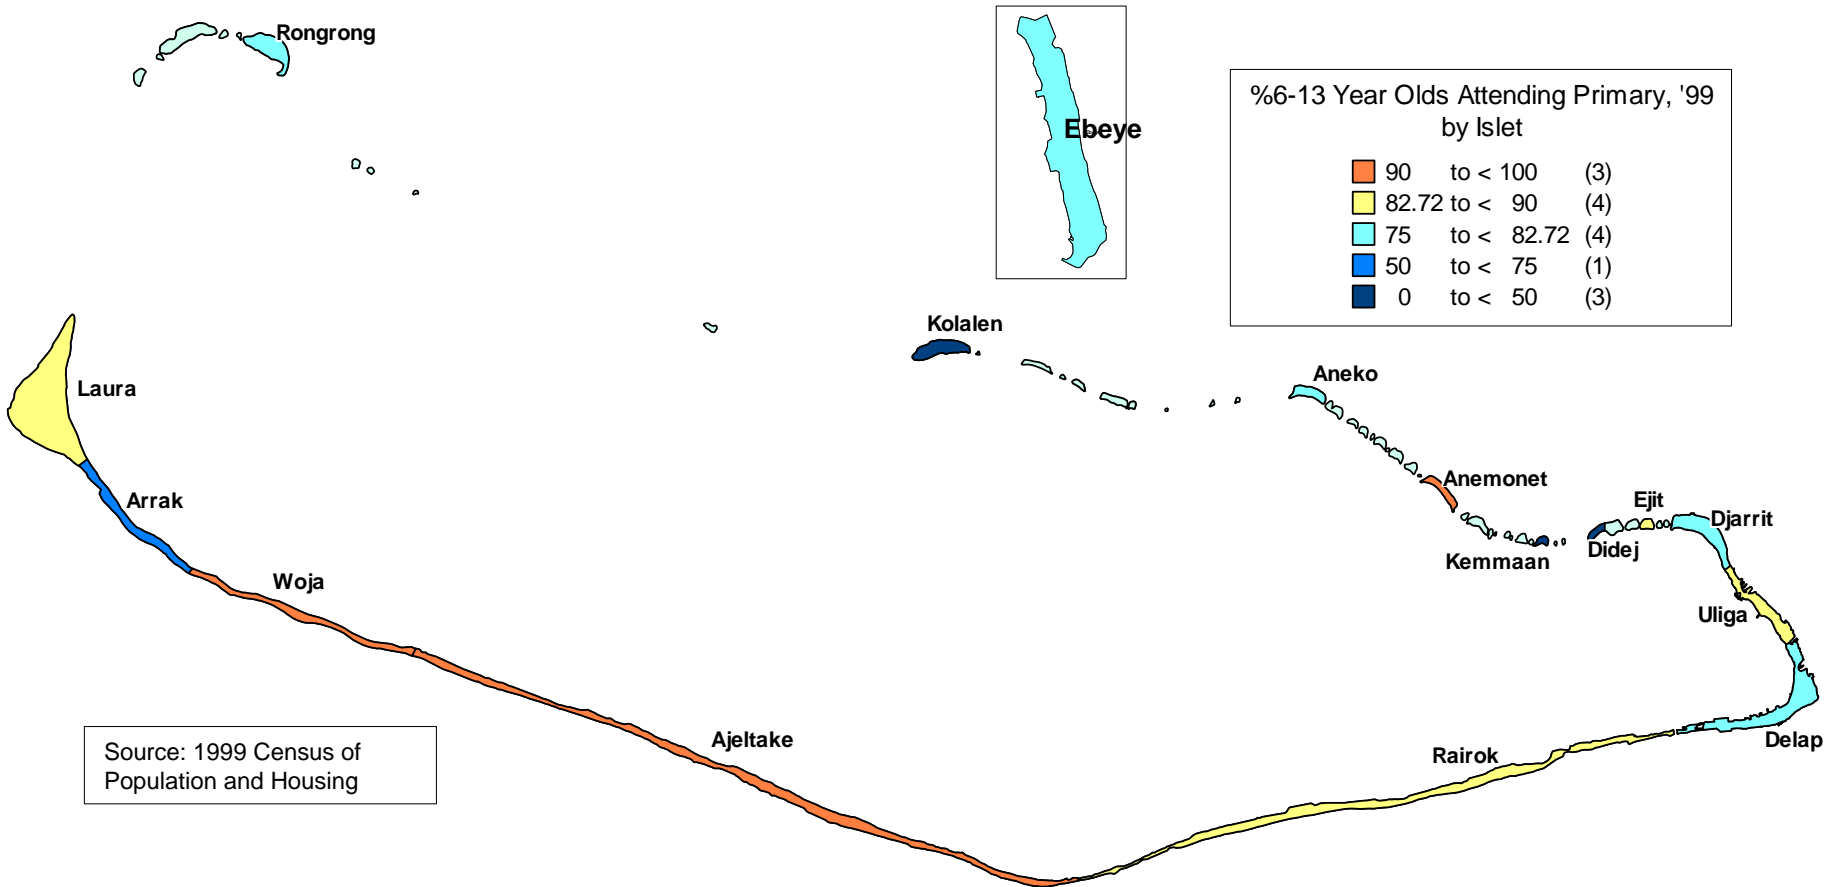 Rongrong
Ebeye
%6-13 Year Olds Attending Primary, '99
by Islet
90 to < 100 (3)
82.72 to < 90 (4)
75 to < 82.72 (4)
50 to < 75 (1)
0 to < 50 (3)
Kolalen
Aneko
Laura
Anemonet
Arrak
Ejit
Djarrit
Didej
Kemmaan
Woja
Uliga
Ajeltake
Delap
Rairok
Source: 1999 Census of
Population and Housing